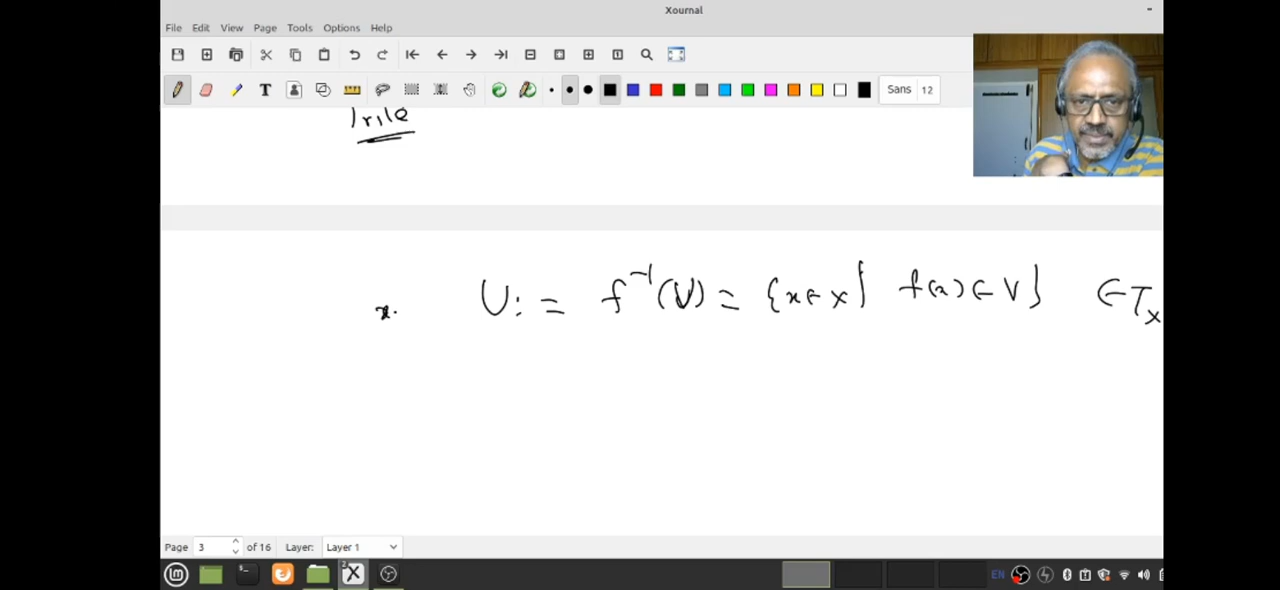 Xournal
File Edit View Page Tools Options Help
Sans 12
U := f⁻¹(V) = {x ∈ X | f(x) ∈ V} ∈ T_X
x.
Page 3 of 16 Layer: Layer 1
EN